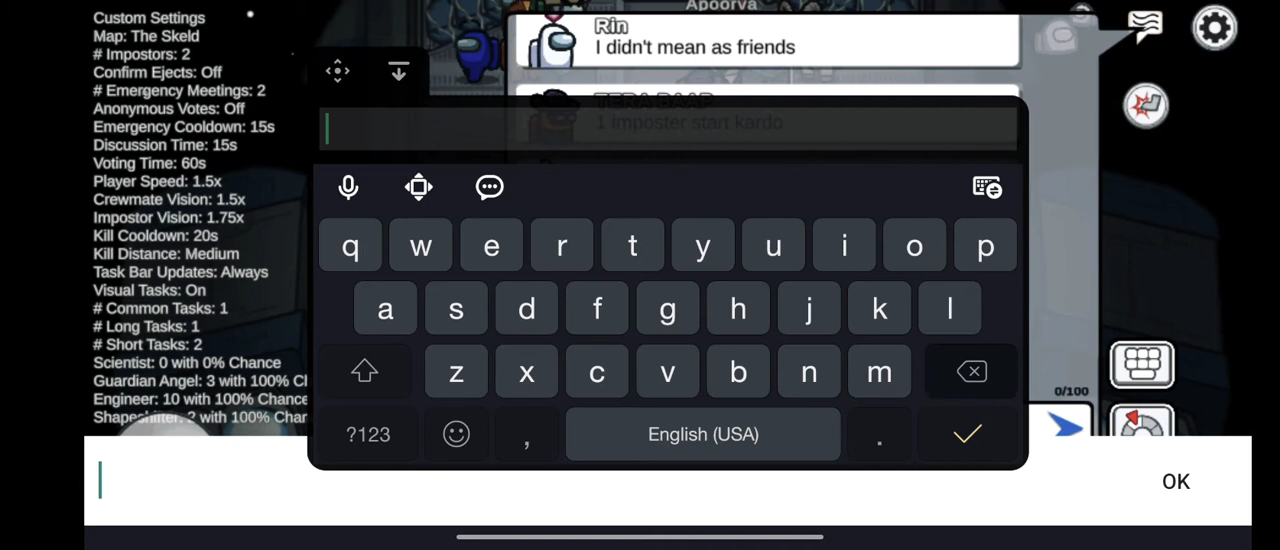 Apoorva
Custom Settings
Map: The Skeld
# Impostors: 2
Confirm Ejects: Off
# Emergency Meetings: 2
Anonymous Votes: Off
Emergency Cooldown: 15s
Discussion Time: 15s
Voting Time: 60s
Player Speed: 1.5x
Crewmate Vision: 1.5x
Impostor Vision: 1.75x
Kill Cooldown: 20s
Kill Distance: Medium
Task Bar Updates: Always
Visual Tasks: On
# Common Tasks: 1
# Long Tasks: 1
# Short Tasks: 2
Scientist: 0 with 0% Chance
Guardian Angel: 3 with 100% Cl
Engineer: 10 with 100% Chance
Shapeshifter: 2 with 100% Char
Rin
I didn't mean as friends
TERA BAAP
1 imposter start kardo
q w e r t y u i o p
a s d f g h j k l
z x c v b n m
?123 , English (USA) .
0/100
OK